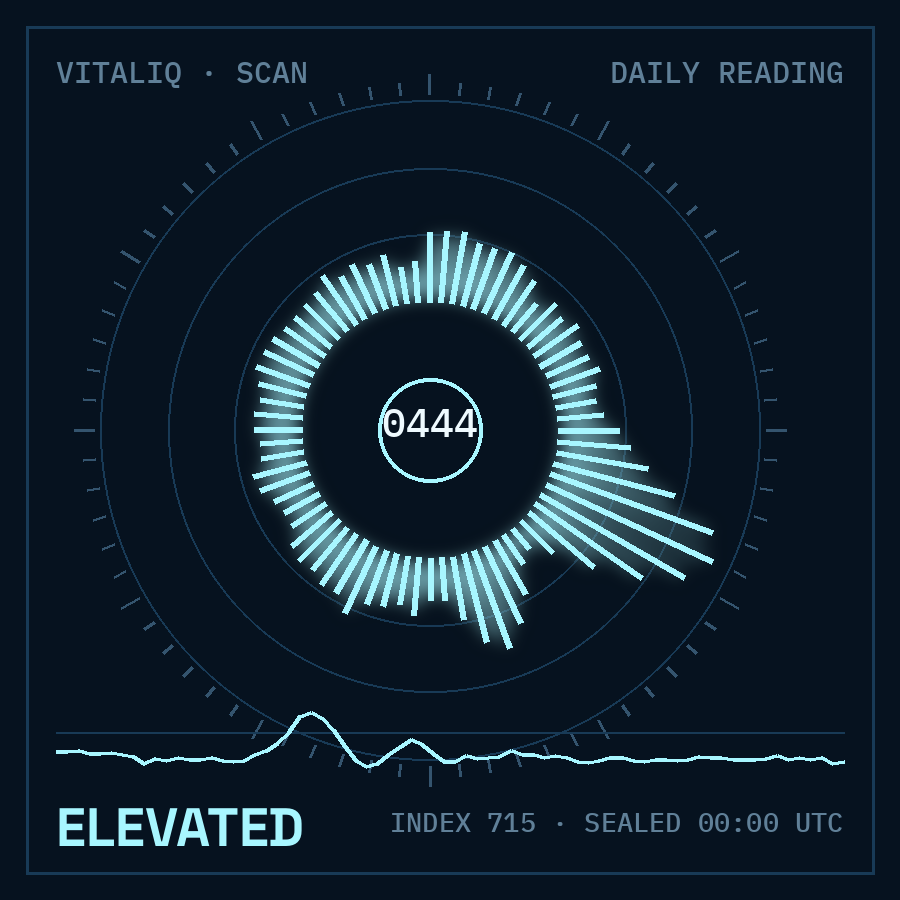 VITALIQ · SCAN
DAILY READING
0444
ELEVATED
INDEX 715 · SEALED 00:00 UTC